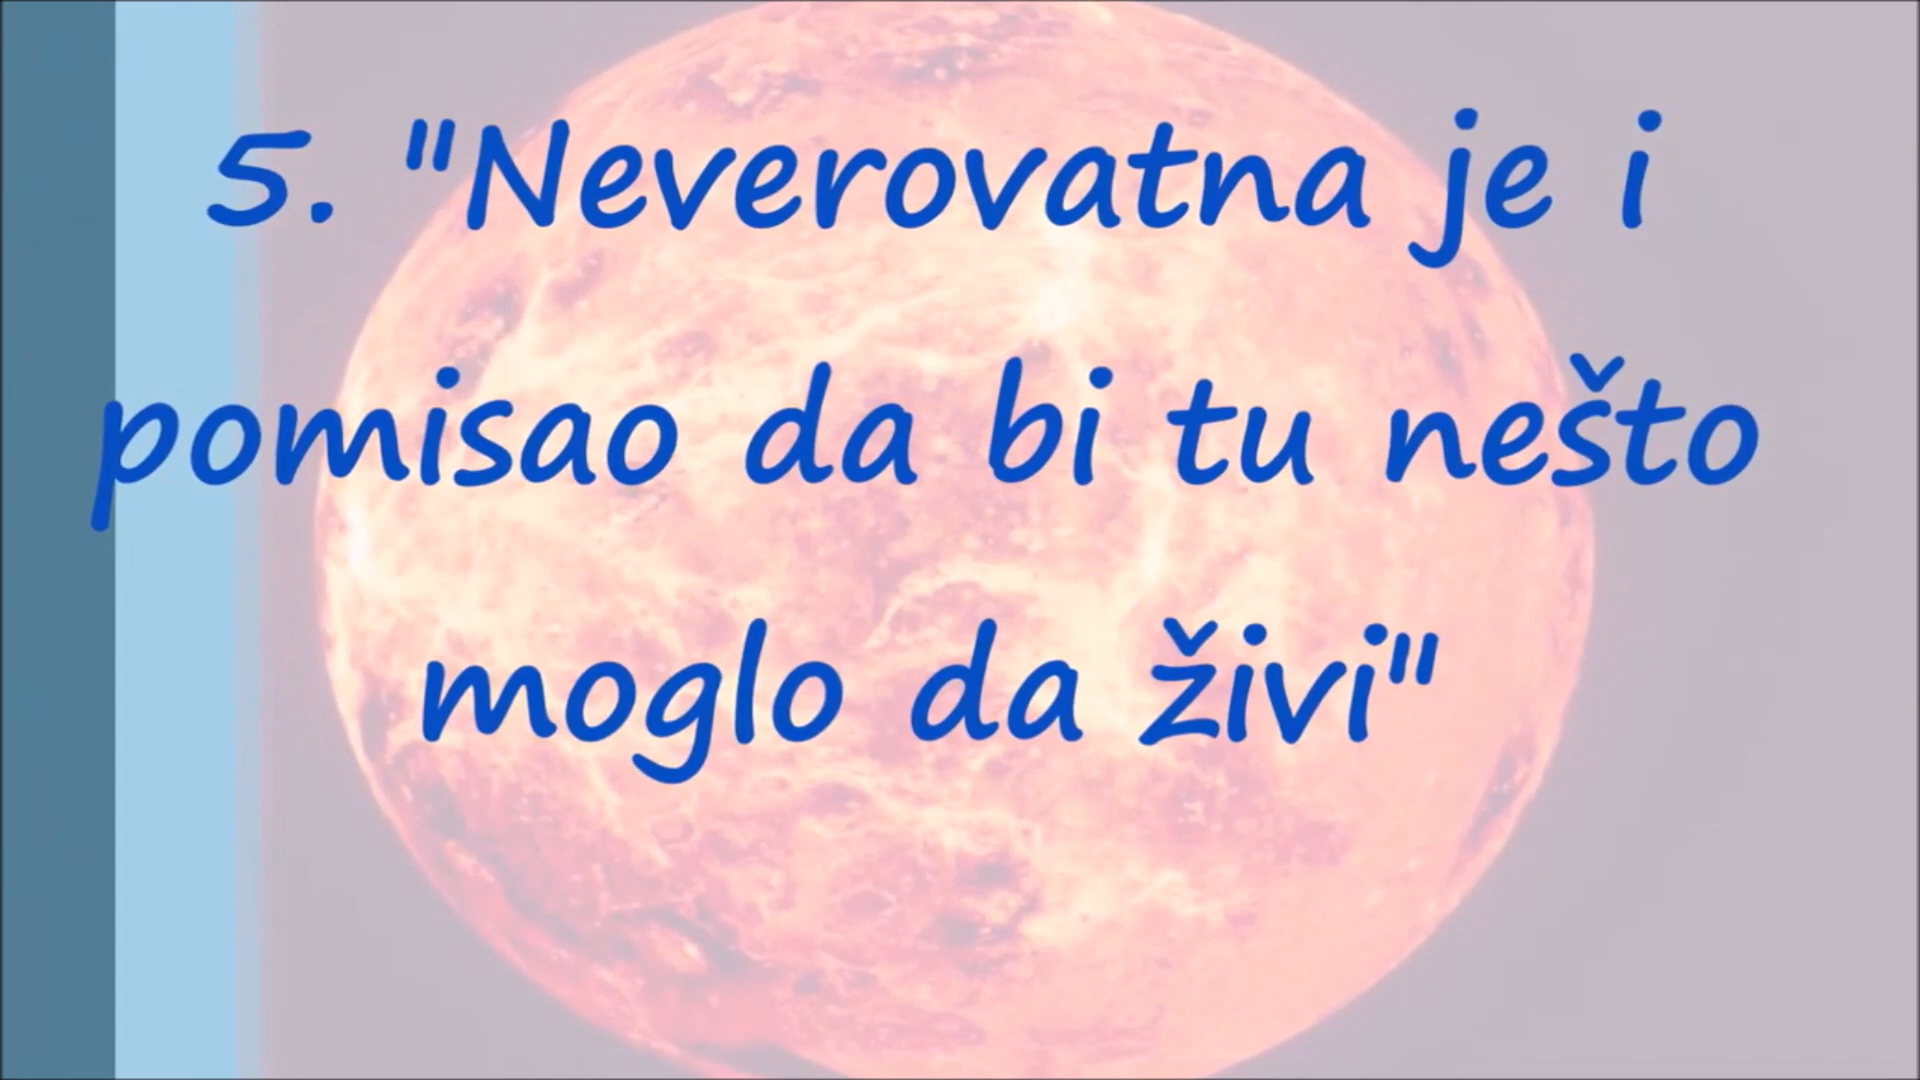 5. "Neverovatna je i
pomisao da bi tu nešto
moglo da živi"